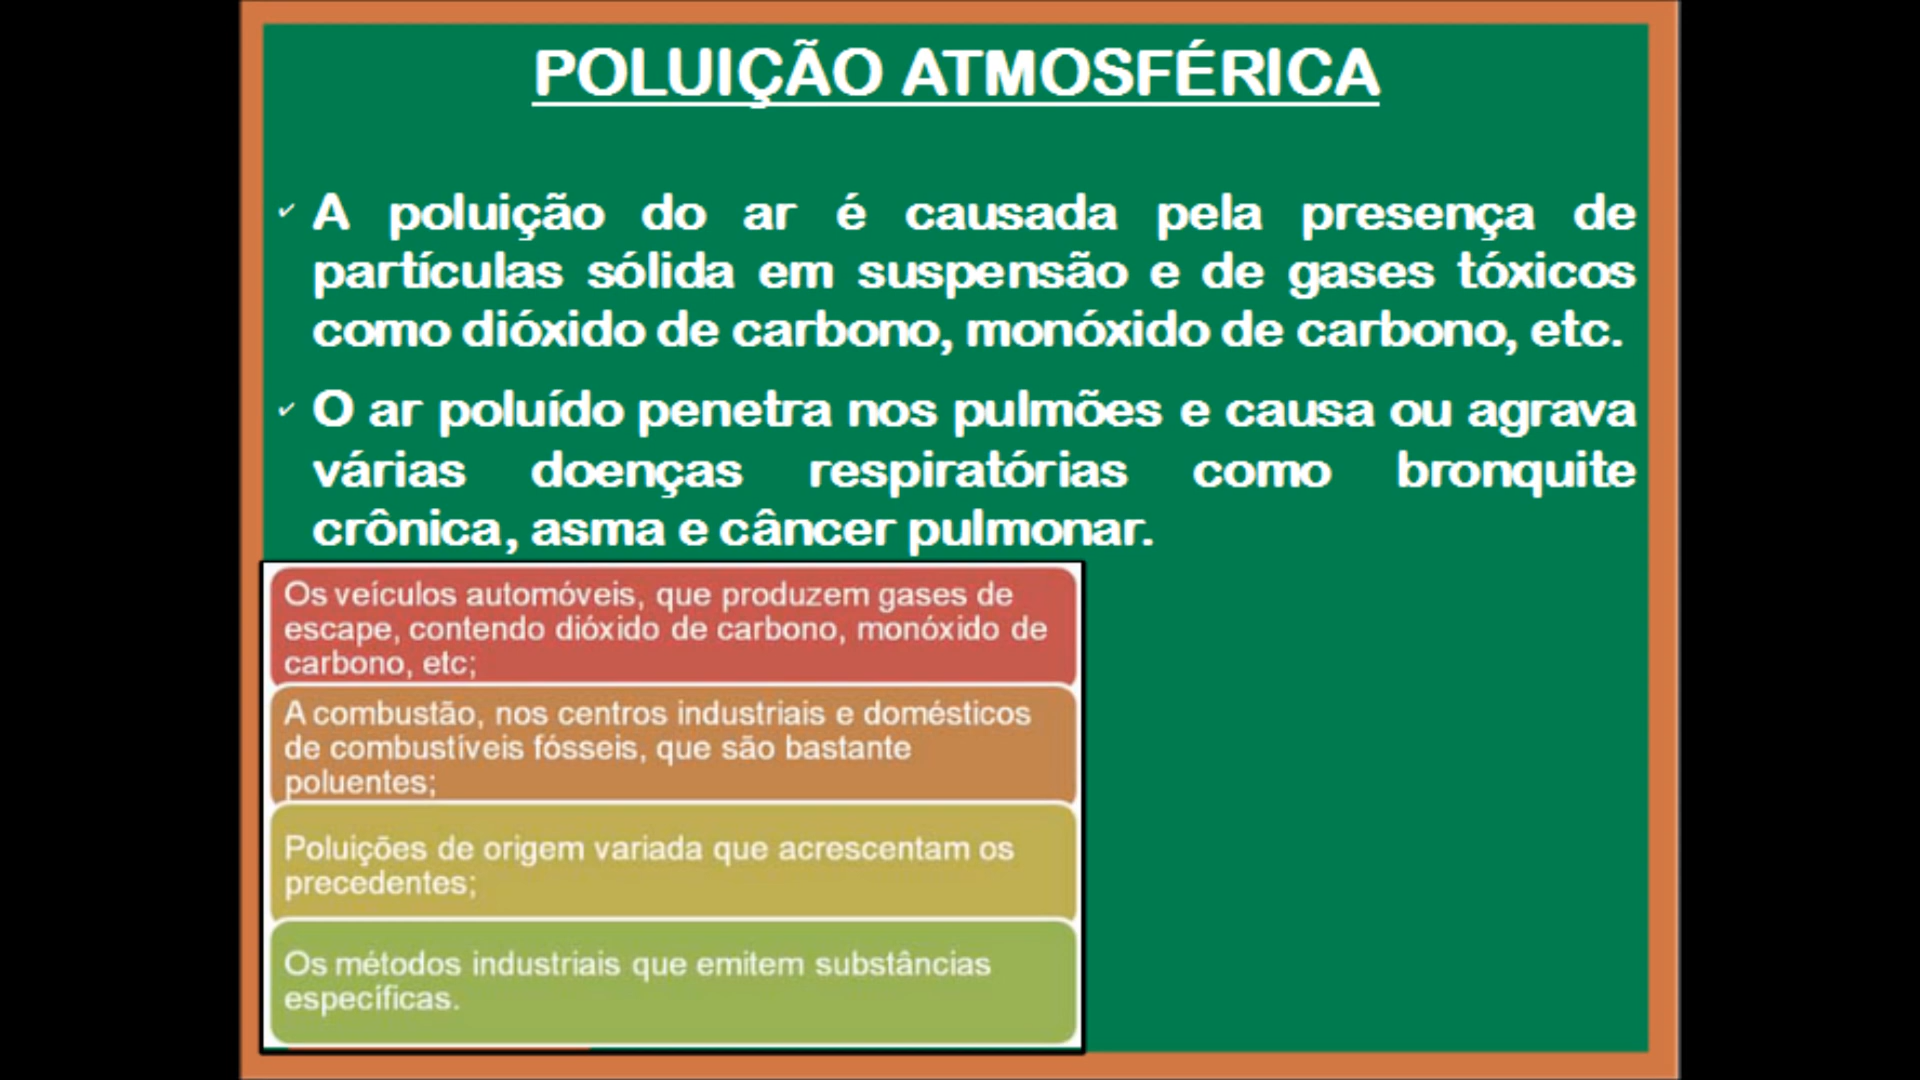 POLUIÇÃO ATMOSFÉRICA
✓ A poluição do ar é causada pela presença de
partículas sólida em suspensão e de gases tóxicos
como dióxido de carbono, monóxido de carbono, etc.
✓ O ar poluído penetra nos pulmões e causa ou agrava
várias doenças respiratórias como bronquite
crônica, asma e câncer pulmonar.
Os veículos automóveis, que produzem gases de
escape, contendo dióxido de carbono, monóxido de
carbono, etc;
A combustão, nos centros industriais e domésticos
de combustíveis fósseis, que são bastante
poluentes;
Poluições de origem variada que acrescentam os
precedentes;
Os métodos industriais que emitem substâncias
específicas.